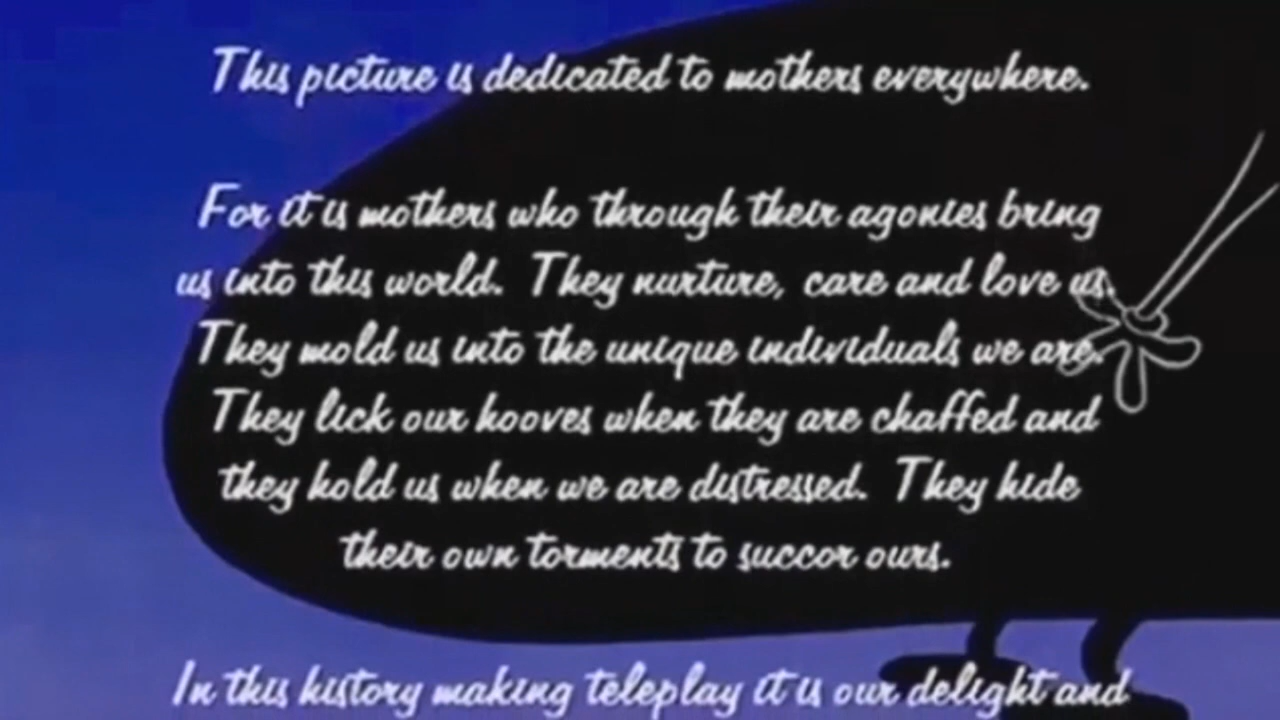 This picture is dedicated to mothers everywhere.
For it is mothers who through their agonies bring
us into this world. They nurture, care and love us.
They mold us into the unique individuals we are.
They lick our hooves when they are chaffed and
they hold us when we are distressed. They hide
their own torments to succor ours.
In this history making teleplay it is our delight and